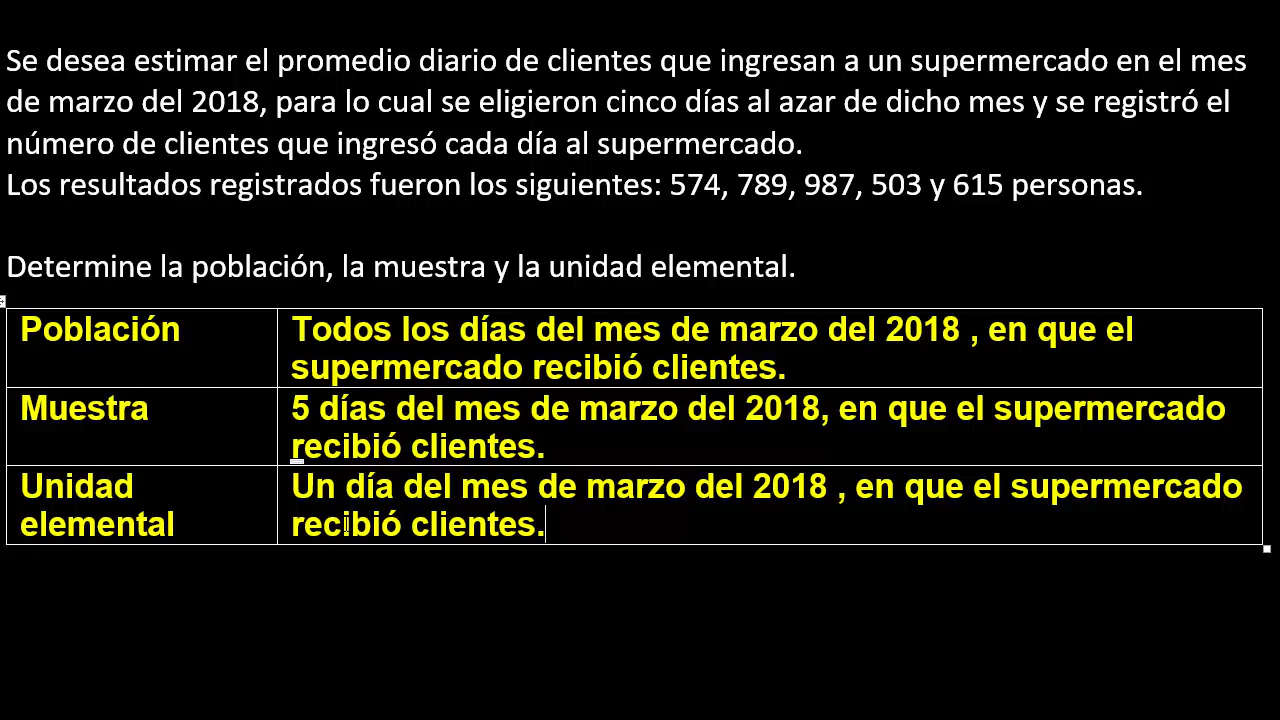 Se desea estimar el promedio diario de clientes que ingresan a un supermercado en el mes
de marzo del 2018, para lo cual se eligieron cinco días al azar de dicho mes y se registró el
número de clientes que ingresó cada día al supermercado.
Los resultados registrados fueron los siguientes: 574, 789, 987, 503 y 615 personas.
Determine la población, la muestra y la unidad elemental.
Población
Todos los días del mes de marzo del 2018 , en que el
supermercado recibió clientes.
Muestra
5 días del mes de marzo del 2018, en que el supermercado
recibió clientes.
Unidad
elemental
Un día del mes de marzo del 2018 , en que el supermercado
recibió clientes.